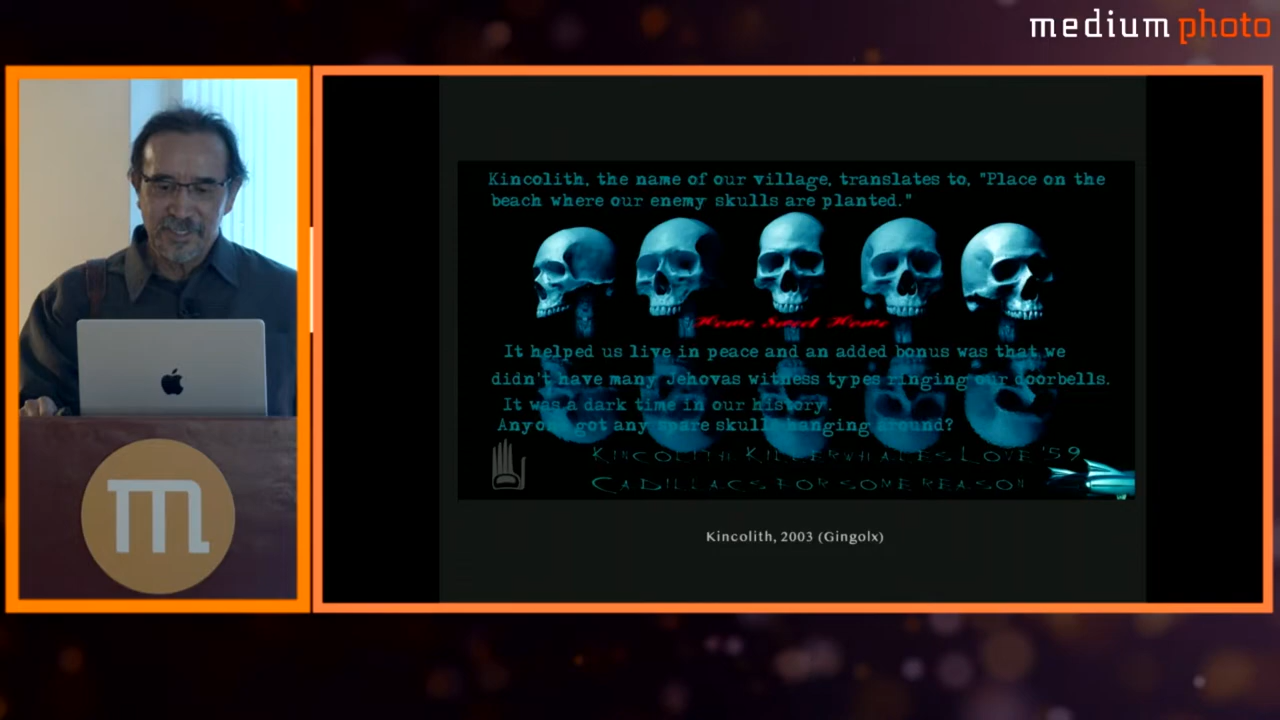 medium photo
Kincolith, the name of our village, translates to, "Place on the
beach where our enemy skulls are planted."
Home Sweet Home
It helped us live in peace and an added bonus was that we
didn't have many Jehovas witness types ringing our doorbells.
It was a dark time in our history.
Anyone got any spare skulls hanging around?
KINCOLITH KILLERWHALES LOVE '59
CADILLACS FOR SOME REASON
Kincolith, 2003 (Gingolx)
m